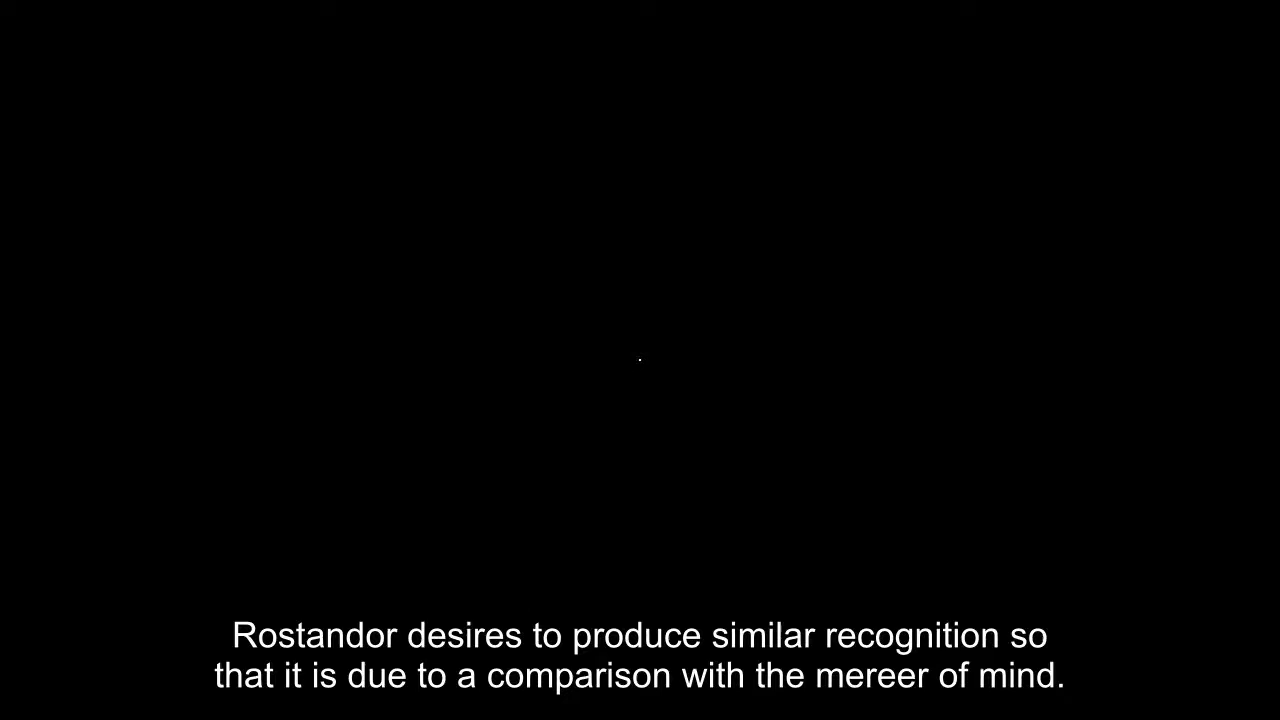 Rostandor desires to produce similar recognition so
that it is due to a comparison with the mereer of mind.